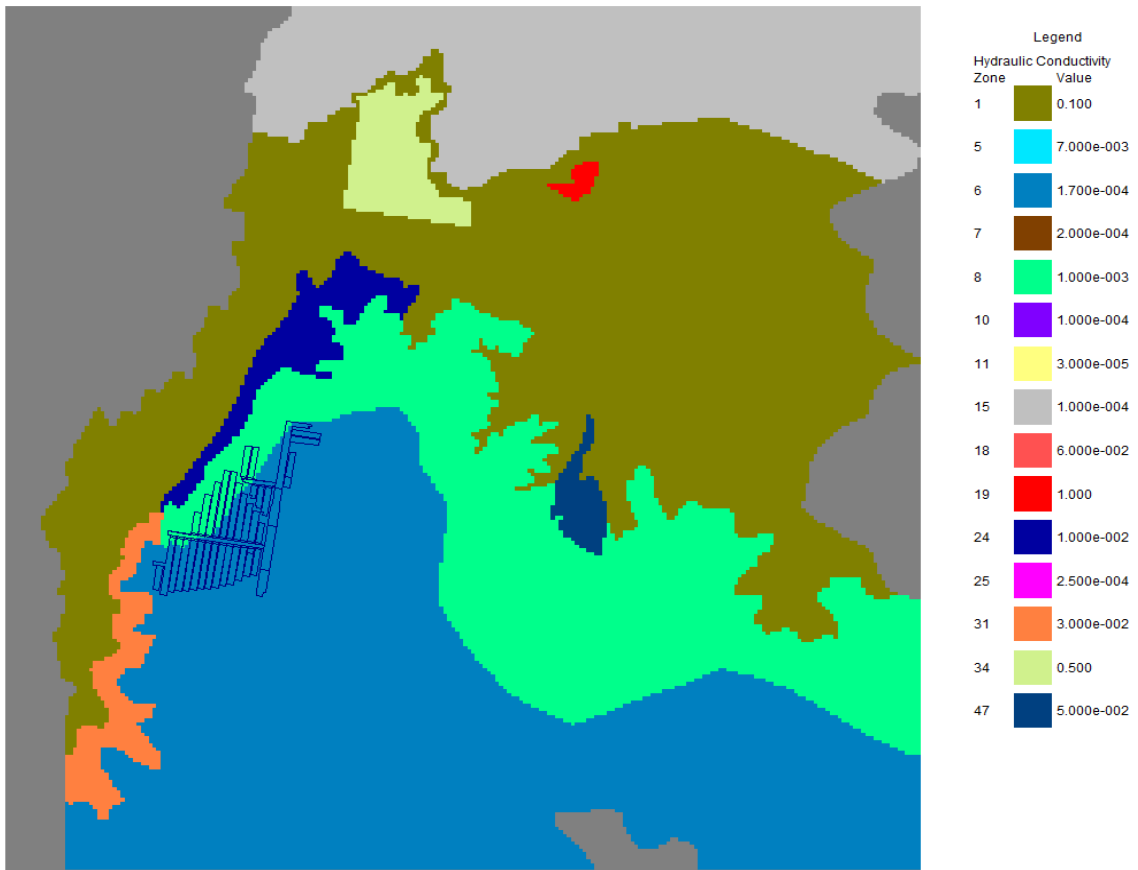 Legend
Hydraulic Conductivity
Zone Value
1 0.100
5 7.000e-003
6 1.700e-004
7 2.000e-004
8 1.000e-003
10 1.000e-004
11 3.000e-005
15 1.000e-004
18 6.000e-002
19 1.000
24 1.000e-002
25 2.500e-004
31 3.000e-002
34 0.500
47 5.000e-002